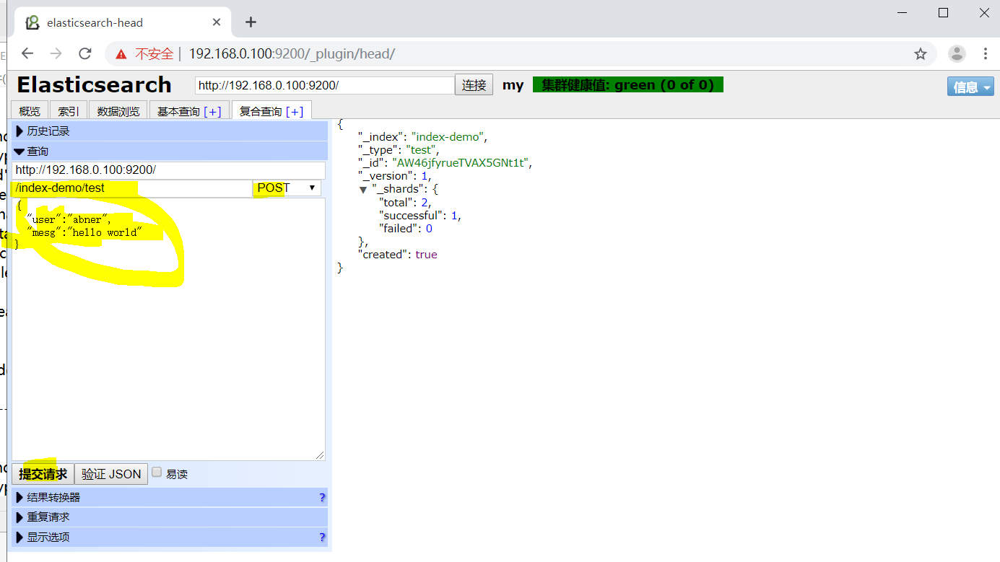 elasticsearch-head
不安全 | 192.168.0.100:9200/_plugin/head/
Elasticsearch http://192.168.0.100:9200/ 连接 my 集群健康值: green (0 of 0) 信息
概览 索引 数据浏览 基本查询 [+] 复合查询 [+]
历史记录
查询
http://192.168.0.100:9200/
/index-demo/test POST
{
"user":"abner",
"mesg":"hello world"
}
提交请求 验证 JSON 易读
结果转换器 ?
重复请求
显示选项 ?
{
"_index": "index-demo",
"_type": "test",
"_id": "AW46jfyrueTVAX5GNt1t",
"_version": 1,
"_shards": {
"total": 2,
"successful": 1,
"failed": 0
},
"created": true
}